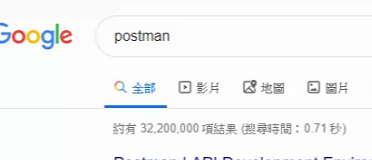 Google
postman
全部 影片 地圖 圖片
約有 32,200,000 項結果 (搜尋時間：0.71 秒)